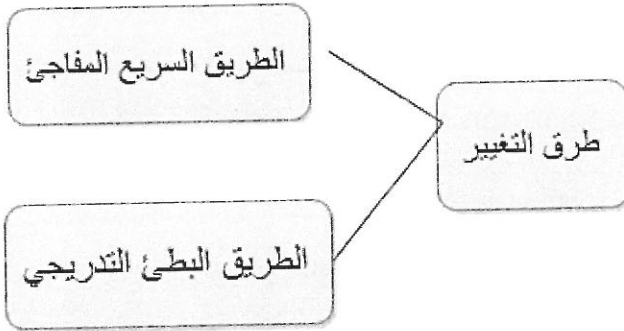 طرق التغيير
الطريق السريع المفاجئ
الطريق البطئ التدريجي